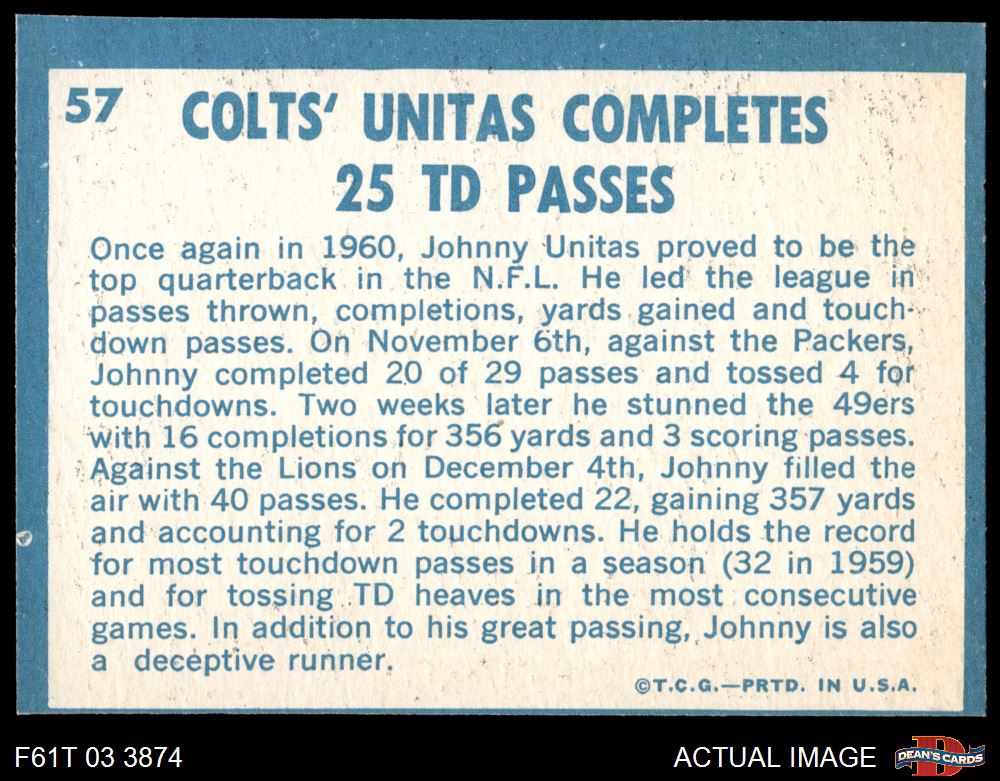 57
COLTS' UNITAS COMPLETES
25 TD PASSES
Once again in 1960, Johnny Unitas proved to be the
top quarterback in the N.F.L. He led the league in
passes thrown, completions, yards gained and touch-
down passes. On November 6th, against the Packers,
Johnny completed 20 of 29 passes and tossed 4 for
touchdowns. Two weeks later he stunned the 49ers
with 16 completions for 356 yards and 3 scoring passes.
Against the Lions on December 4th, Johnny filled the
air with 40 passes. He completed 22, gaining 357 yards
and accounting for 2 touchdowns. He holds the record
for most touchdown passes in a season (32 in 1959)
and for tossing TD heaves in the most consecutive
games. In addition to his great passing, Johnny is also
a deceptive runner.
©T.C.G.—PRTD. IN U.S.A.
F61T 03 3874
ACTUAL IMAGE
D
DEAN'S CARDS